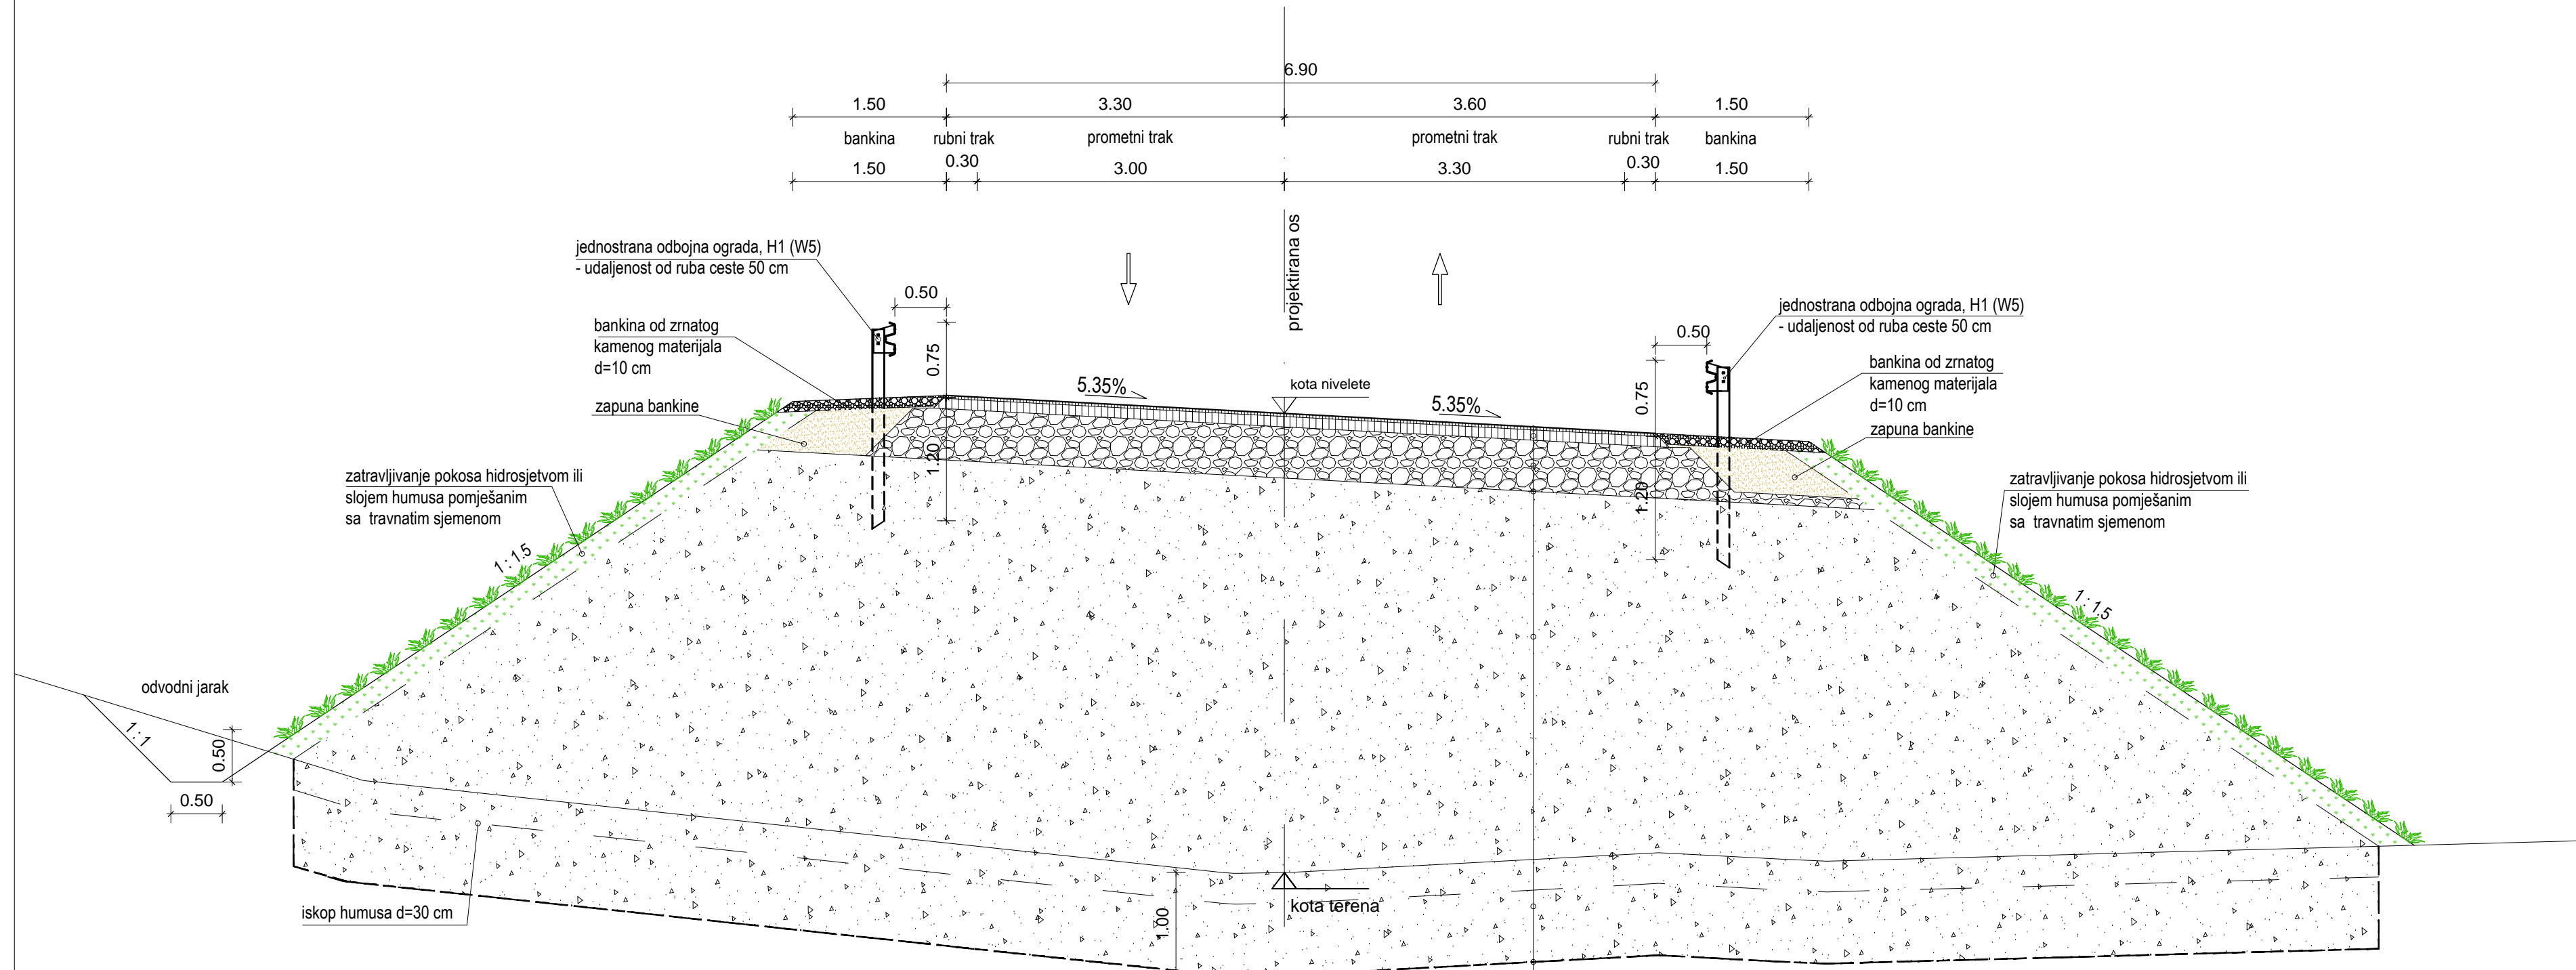 6.90
1.50 3.30 3.60 1.50
bankina rubni trak prometni trak prometni trak rubni trak bankina
1.50 0.30 3.00 3.30 0.30 1.50
projektirana os
jednostrana odbojna ograda, H1 (W5)
- udaljenost od ruba ceste 50 cm
0.50
0.75
1.20
bankina od zrnatog
kamenog materijala
d=10 cm
zapuna bankine
zatravljivanje pokosa hidrosjetvom ili
slojem humusa pomješanim
sa travnatim sjemenom
1: 1.5
5.35%
kota nivelete
5.35%
jednostrana odbojna ograda, H1 (W5)
- udaljenost od ruba ceste 50 cm
0.50
0.75
1.20
bankina od zrnatog
kamenog materijala
d=10 cm
zapuna bankine
zatravljivanje pokosa hidrosjetvom ili
slojem humusa pomješanim
sa travnatim sjemenom
1: 1.5
odvodni jarak
1:1
0.50
0.50
iskop humusa d=30 cm
1.00
kota terena